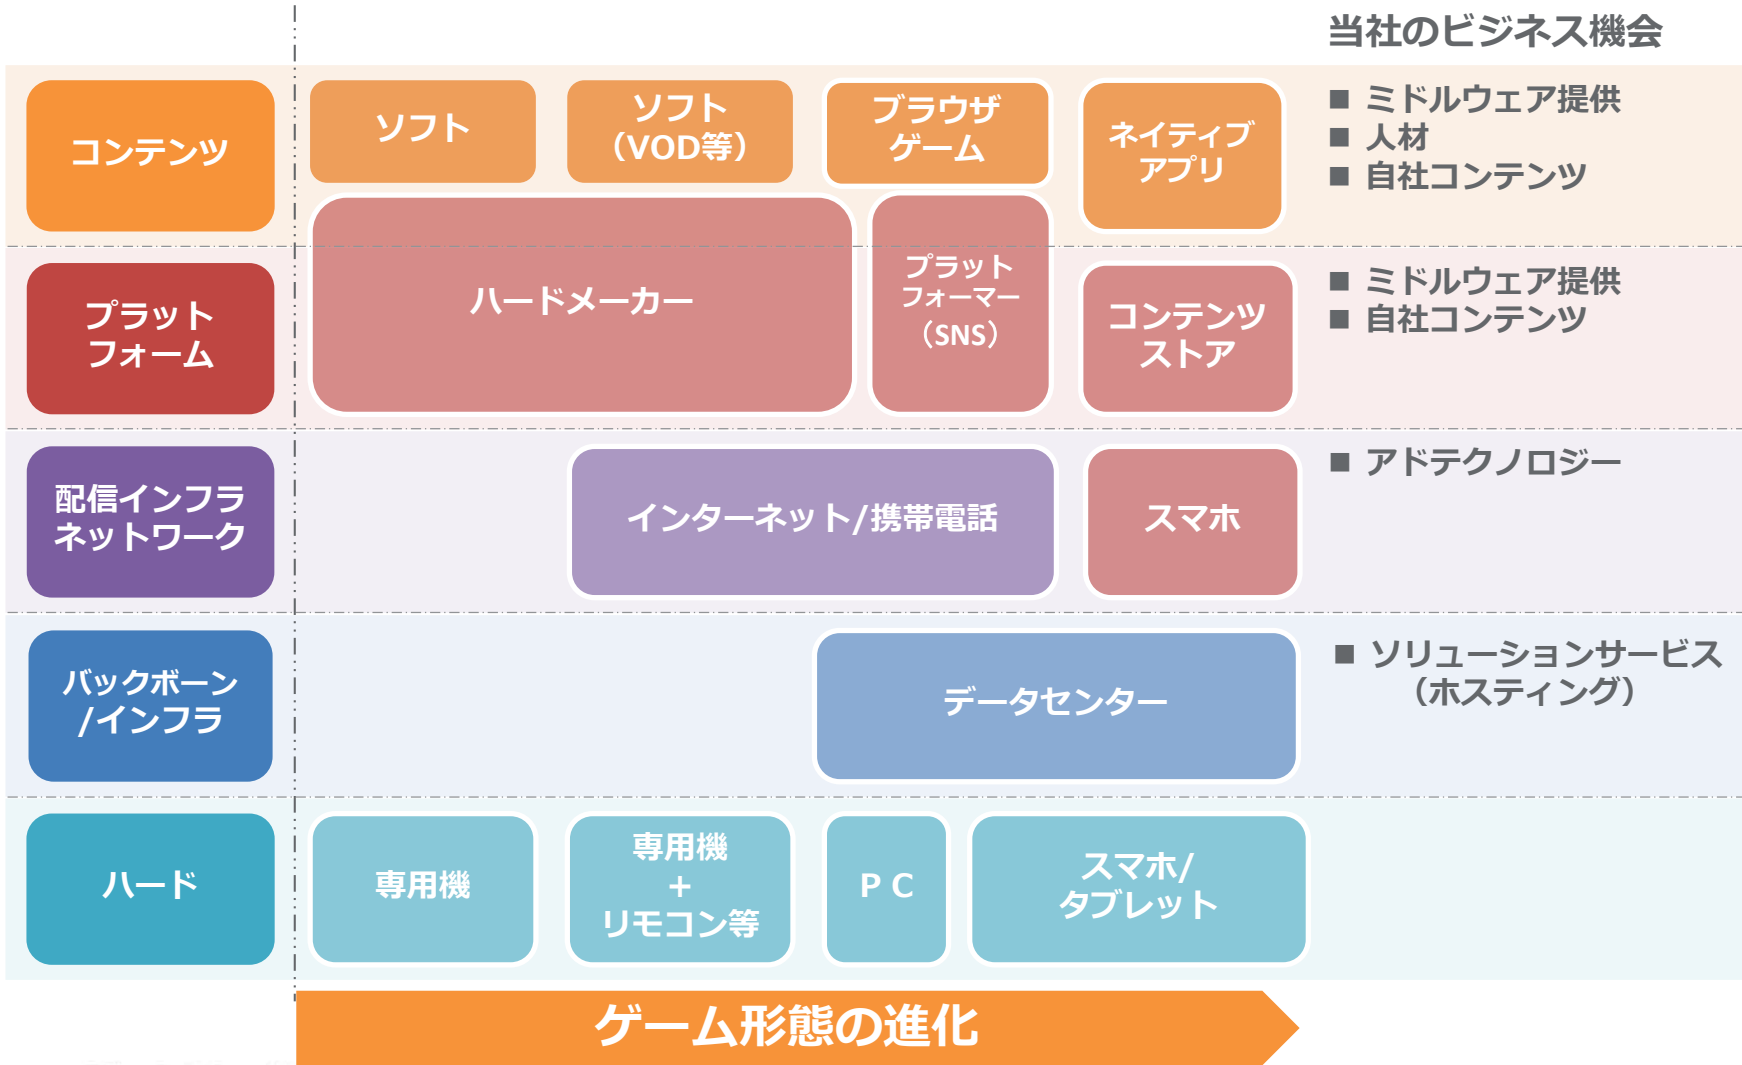 当社のビジネス機会
コンテンツ
ソフト
ソフト
（VOD等）
ブラウザ
ゲーム
ネイティブ
アプリ
■ ミドルウェア提供
■ 人材
■ 自社コンテンツ
プラット
フォーム
ハードメーカー
プラット
フォーマー
（SNS）
コンテンツ
ストア
■ ミドルウェア提供
■ 自社コンテンツ
配信インフラ
ネットワーク
インターネット/携帯電話
スマホ
■ アドテクノロジー
バックボーン
/インフラ
データセンター
■ ソリューションサービス
（ホスティング）
ハード
専用機
専用機
+
リモコン等
ＰＣ
スマホ/
タブレット
ゲーム形態の進化